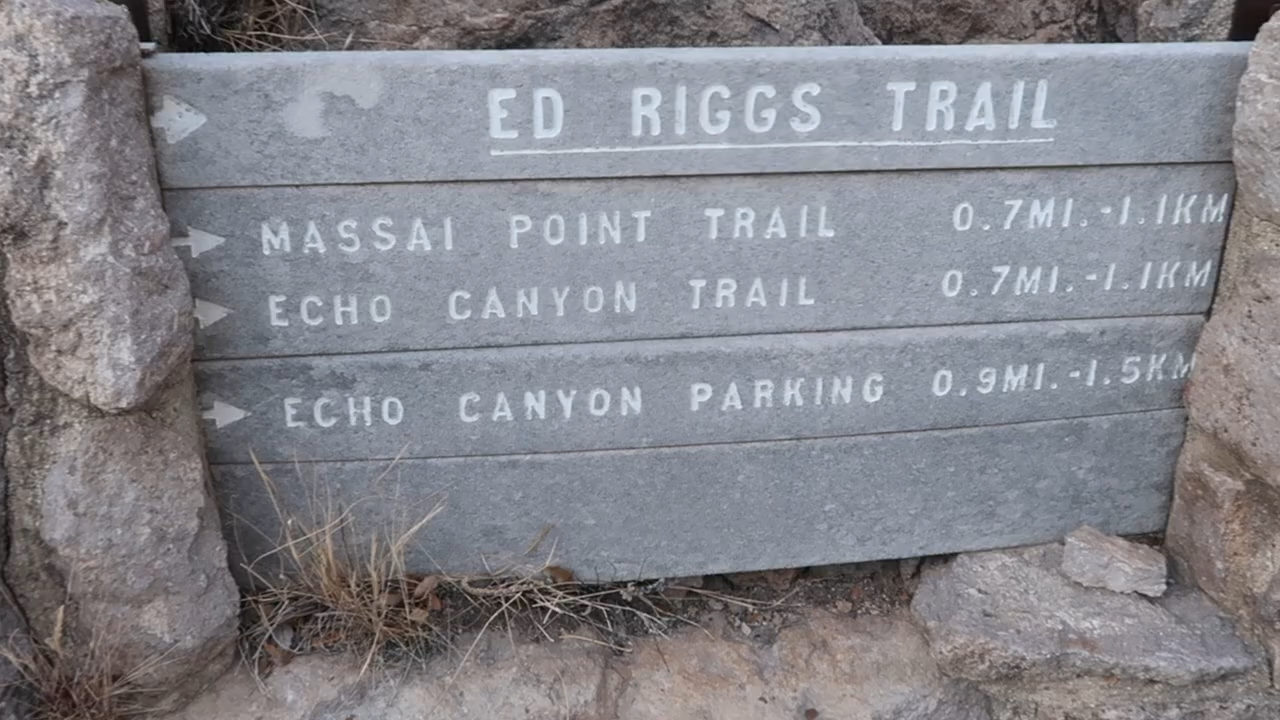 ED RIGGS TRAIL
MASSAI POINT TRAIL 0.7MI.-1.1KM
ECHO CANYON TRAIL 0.7MI.-1.1KM
ECHO CANYON PARKING 0.9MI.-1.5KM